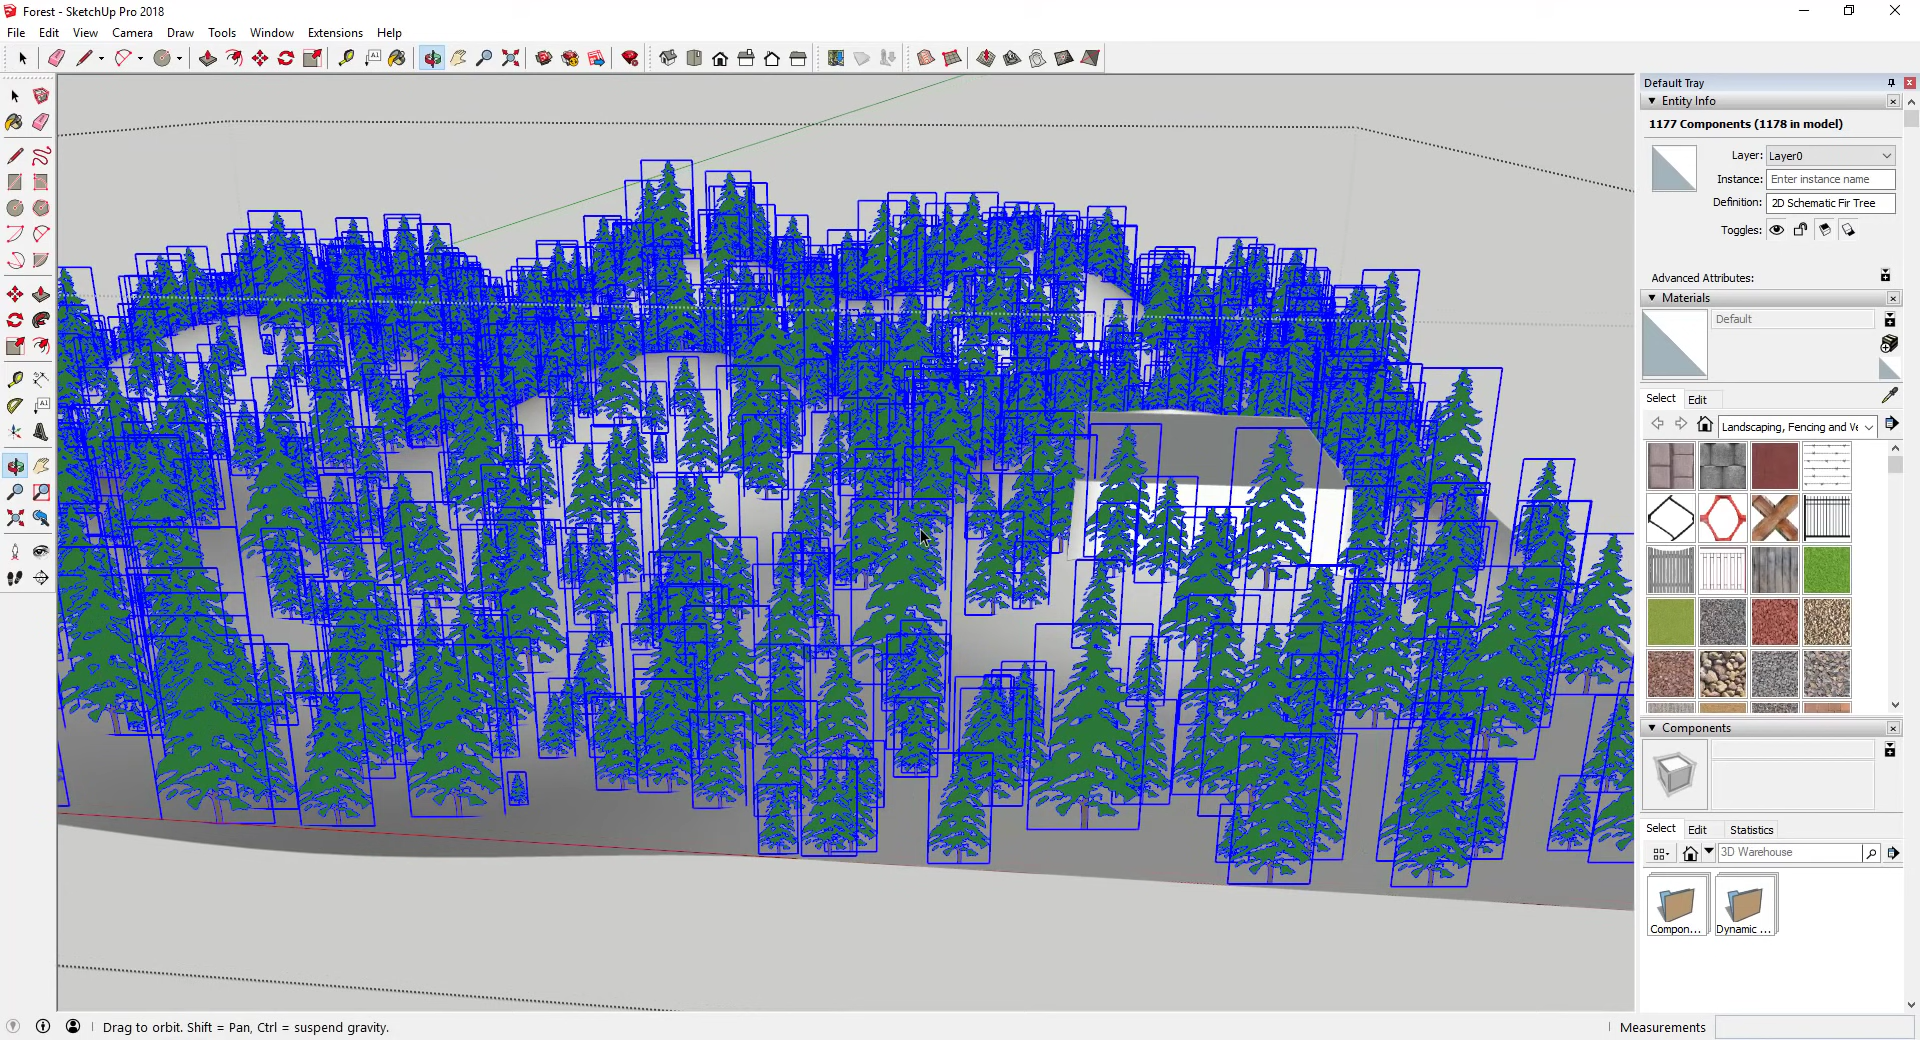 Forest - SketchUp Pro 2018
File Edit View Camera Draw Tools Window Extensions Help
Default Tray
Entity Info
1177 Components (1178 in model)
Layer: Layer0
Instance: Enter instance name
Definition: 2D Schematic Fir Tree
Toggles:
Advanced Attributes:
Materials
Default
Select Edit
Landscaping, Fencing and Ve
Components
Select Edit Statistics
3D Warehouse
Compon... Dynamic ...
Drag to orbit. Shift = Pan, Ctrl = suspend gravity.
Measurements